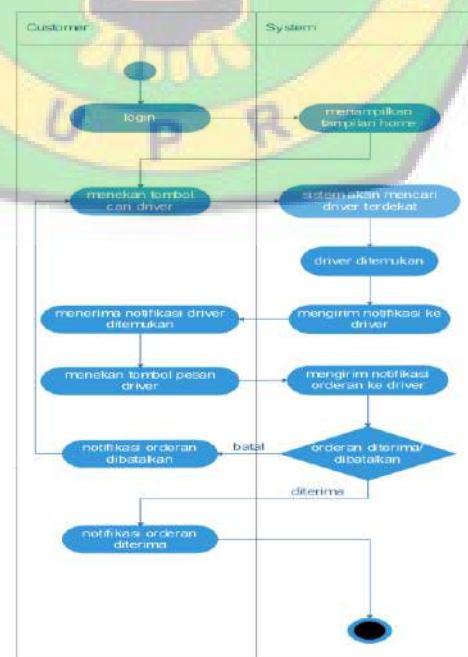 Customer
System
U P R
login
menampilkan
tampilan home
menekan tombol
cari driver
sistem akan mencari
driver terdekat
driver ditemukan
menerima notifikasi driver
ditemukan
mengirim notifikasi ke
driver
menekan tombol pesan
driver
mengirim notifikasi
orderan ke driver
notifikasi orderan
dibatalkan
batal
orderan diterima/
dibatalkan
diterima
notifikasi orderan
diterima